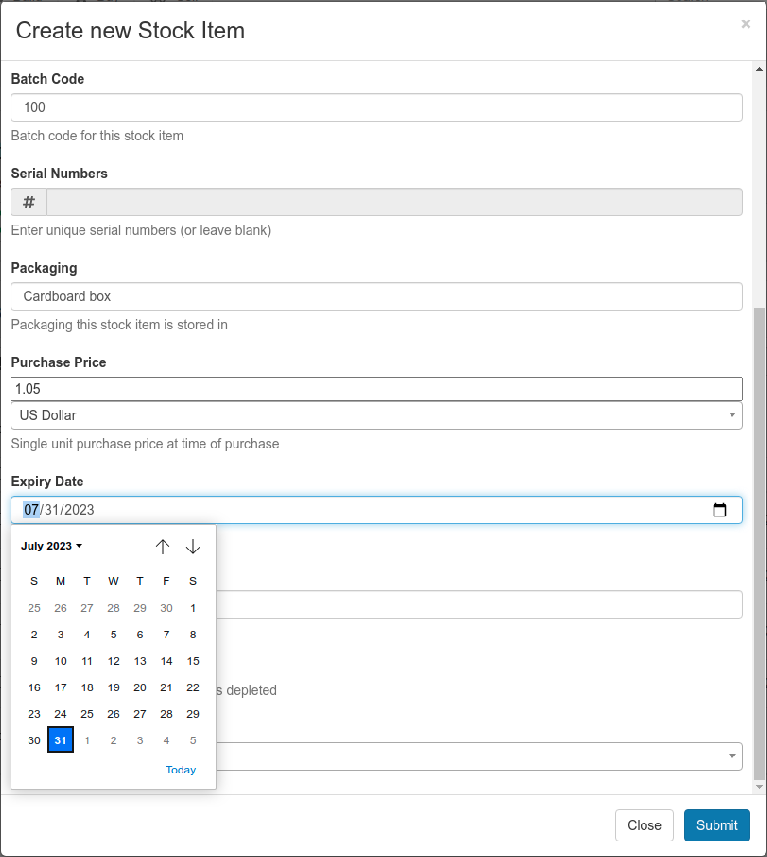 Create new Stock Item
×
Batch Code
100
Batch code for this stock item
Serial Numbers
#
Enter unique serial numbers (or leave blank)
Packaging
Cardboard box
Packaging this stock item is stored in
Purchase Price
1.05
US Dollar
Single unit purchase price at time of purchase
Expiry Date
07/31/2023
July 2023
S M T W T F S
25 26 27 28 29 30 1
2 3 4 5 6 7 8
9 10 11 12 13 14 15
16 17 18 19 20 21 22
s depleted
23 24 25 26 27 28 29
30 31 1 2 3 4 5
Today
Close Submit